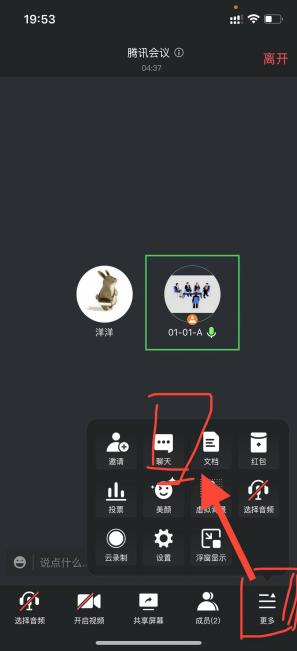 19:53
腾讯会议
离开
04:37
洋洋
01-01-A
邀请 聊天 文档 红包
投票 美颜 虚拟背景 选择音频
云录制 设置 浮窗显示
说点什么...
选择音频 开启视频 共享屏幕 成员(2) 更多